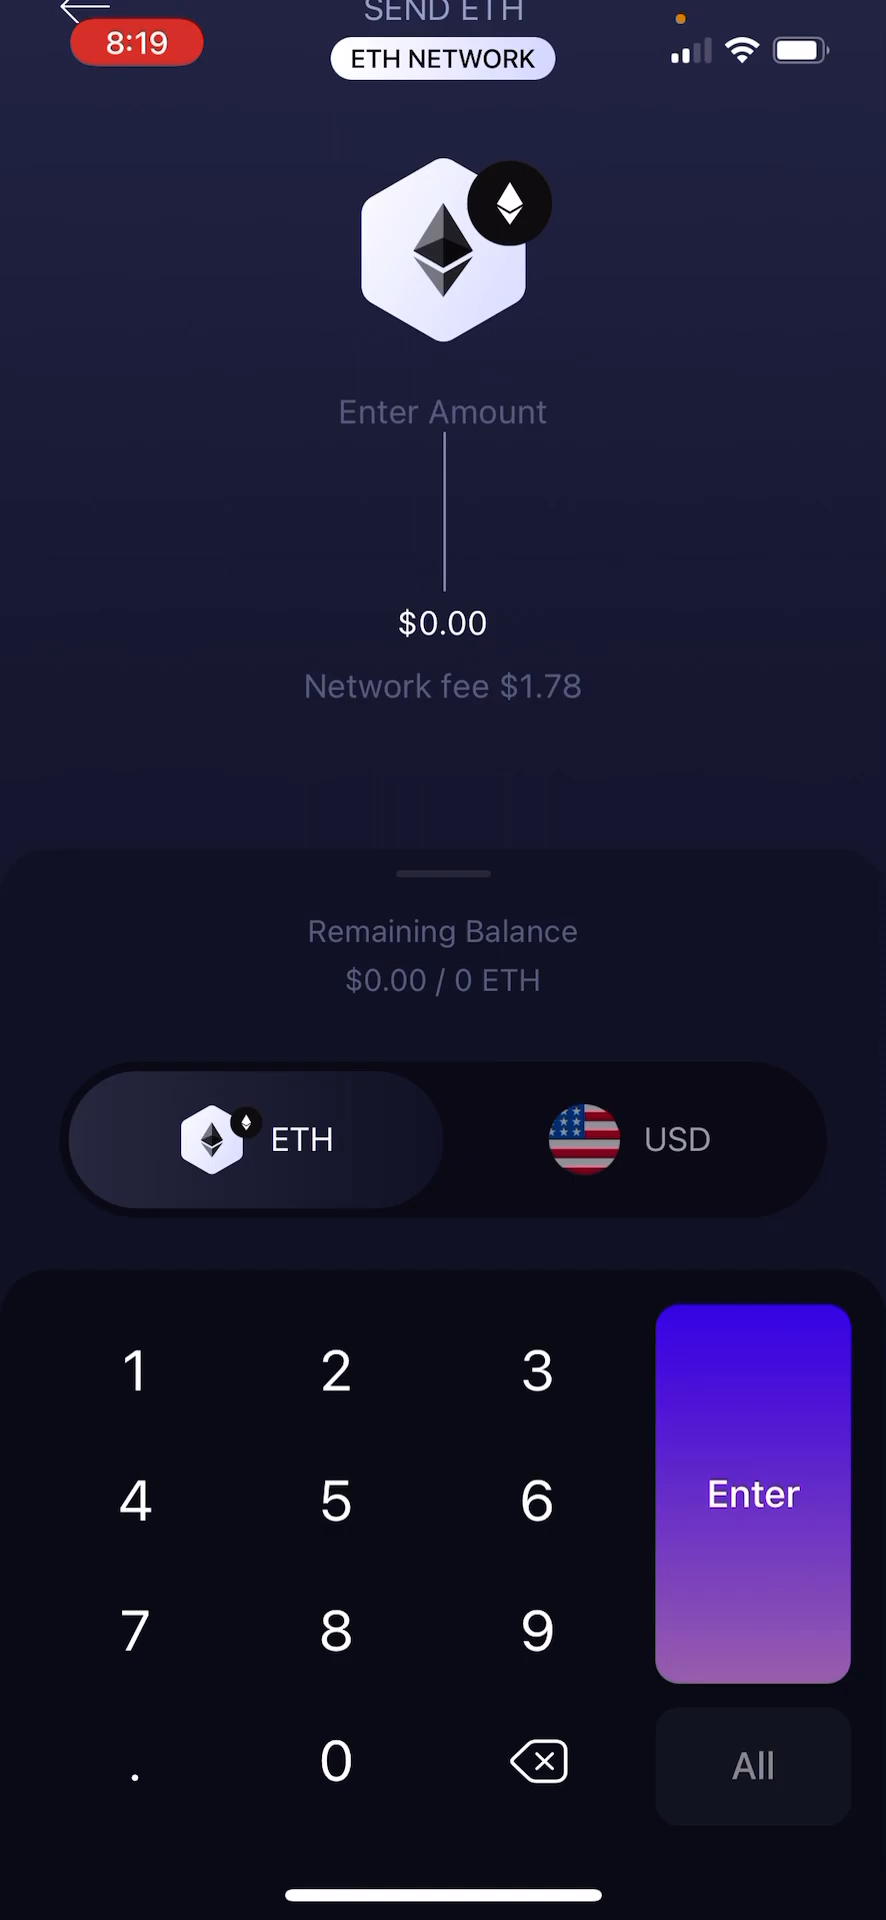 SEND ETH
8:19
ETH NETWORK
Enter Amount
$0.00
Network fee $1.78
Remaining Balance
$0.00 / 0 ETH
ETH
USD
1 2 3
Enter
4 5 6
7 8 9
. 0
All